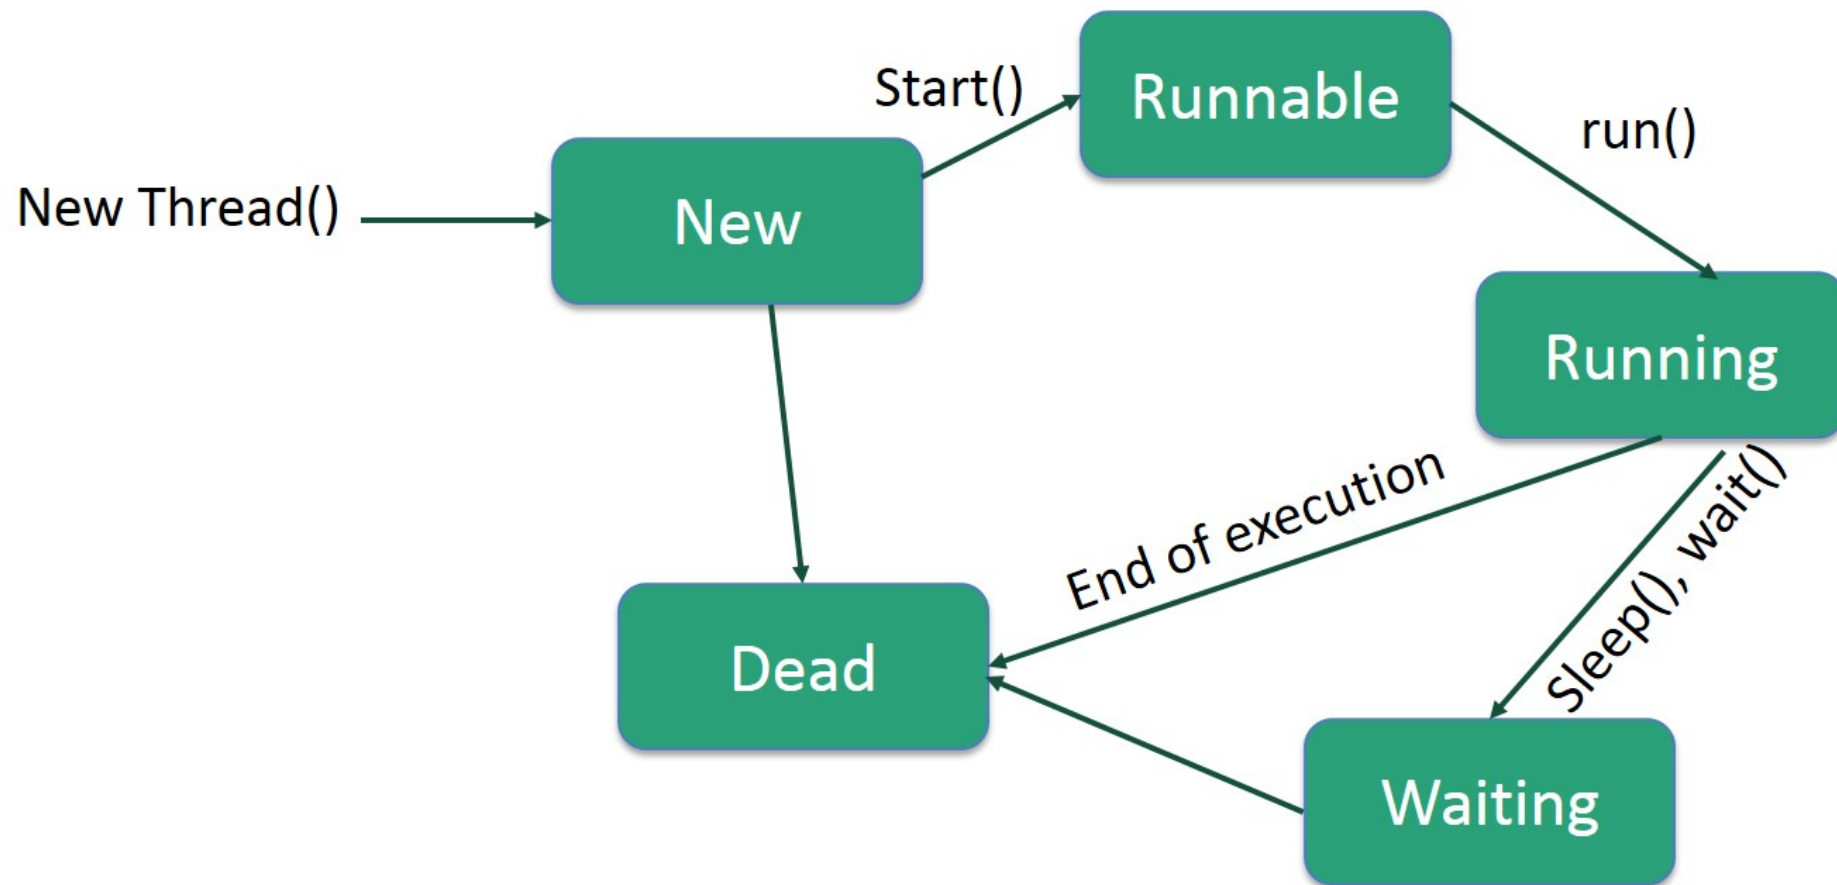 Start()
Runnable
run()
New Thread()
New
Running
End of execution
Sleep(), wait()
Dead
Waiting